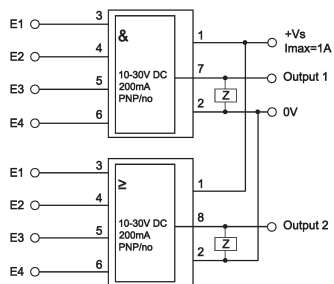 E1 3
E2 4
E3 5
E4 6
&
10-30V DC
200mA
PNP/no
1 +Vs
Imax=1A
7 Output 1
Z
2 0V
E1 3
E2 4
E3 5
E4 6
≥
10-30V DC
200mA
PNP/no
1
8 Output 2
Z
2